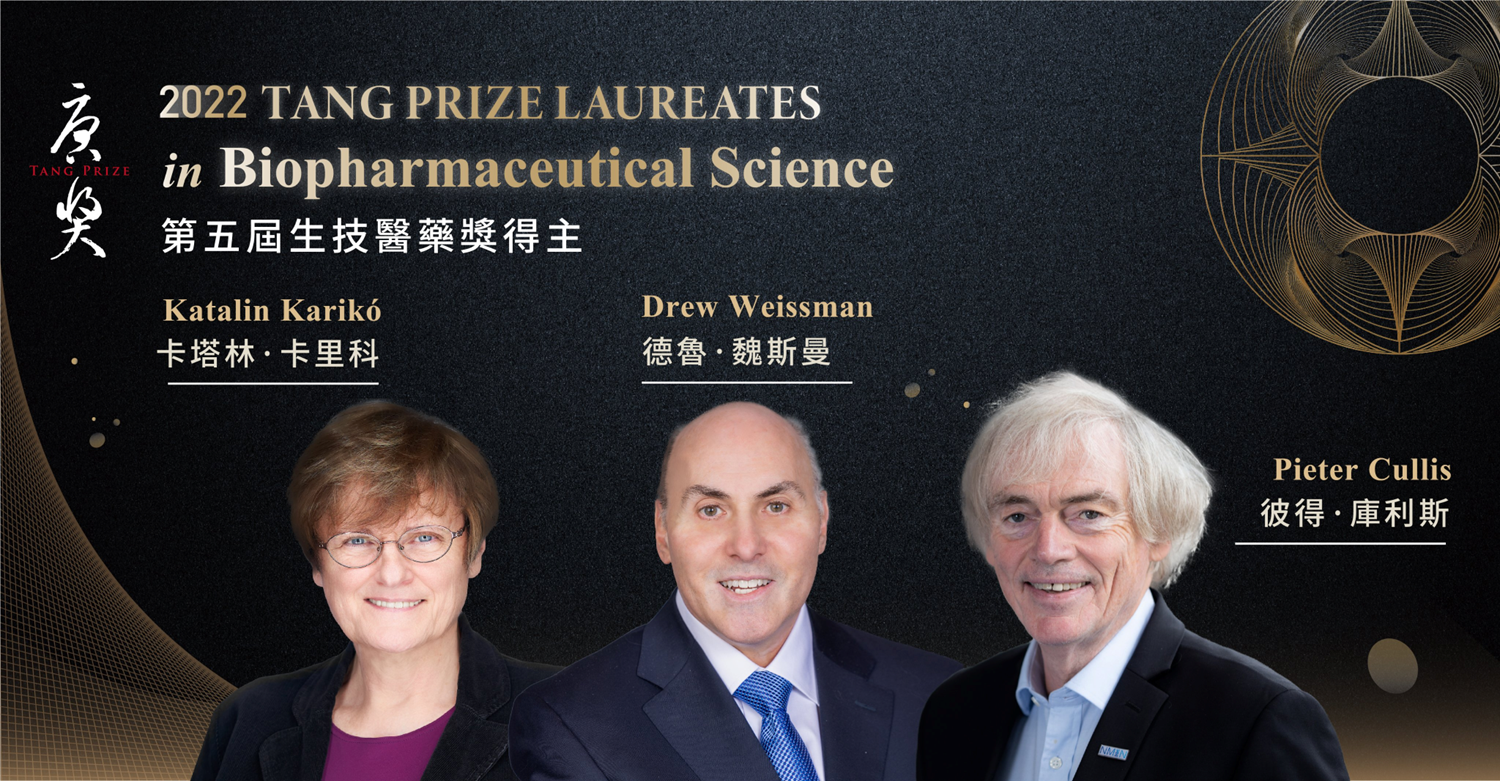 唐獎
TANG PRIZE
2022 TANG PRIZE LAUREATES
in Biopharmaceutical Science
第五屆生技醫藥獎得主
Katalin Karikó
卡塔林·卡里科
Drew Weissman
德魯·魏斯曼
Pieter Cullis
彼得·庫利斯